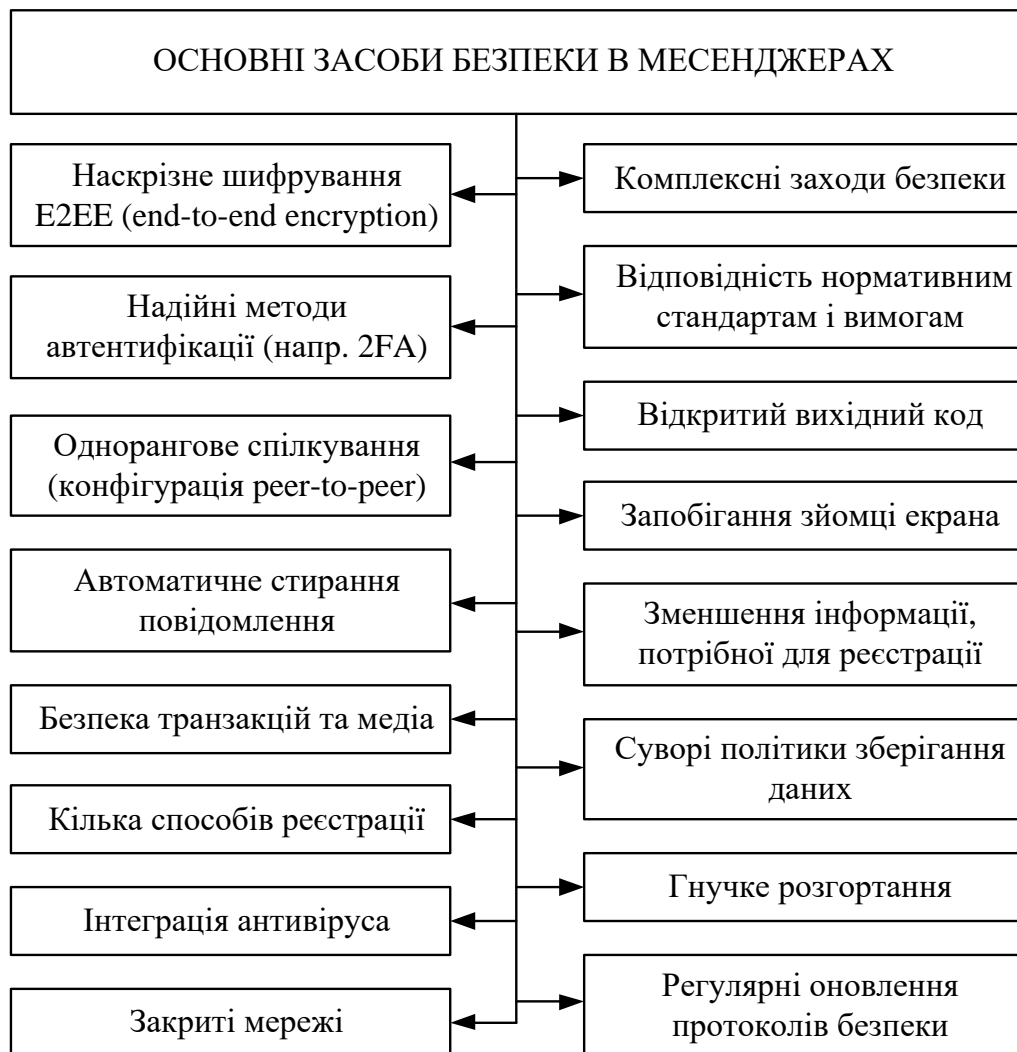 ОСНОВНІ ЗАСОБИ БЕЗПЕКИ В МЕСЕНДЖЕРАХ
Наскрізне шифрування
E2EE (end-to-end encryption)
Надійні методи
автентифікації (напр. 2FA)
Однорангове спілкування
(конфігурація peer-to-peer)
Автоматичне стирання
повідомлення
Безпека транзакцій та медіа
Кілька способів реєстрації
Інтеграція антивіруса
Закриті мережі
Комплексні заходи безпеки
Відповідність нормативним
стандартам і вимогам
Відкритий вихідний код
Запобігання зйомці екрана
Зменшення інформації,
потрібної для реєстрації
Суворі політики зберігання
даних
Гнучке розгортання
Регулярні оновлення
протоколів безпеки